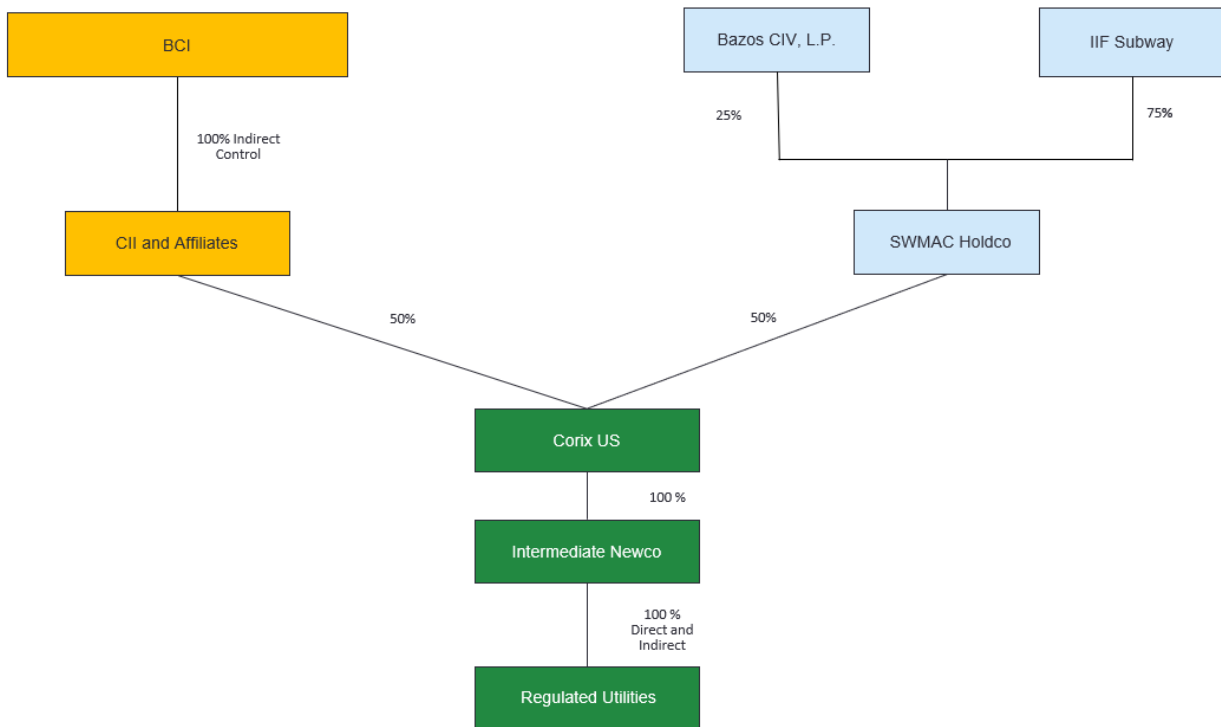 BCI
Bazos CIV, L.P.
IIF Subway
25%
75%
100% Indirect
Control
CII and Affiliates
SWMAC Holdco
50%
50%
Corix US
100 %
Intermediate Newco
100 %
Direct and
Indirect
Regulated Utilities